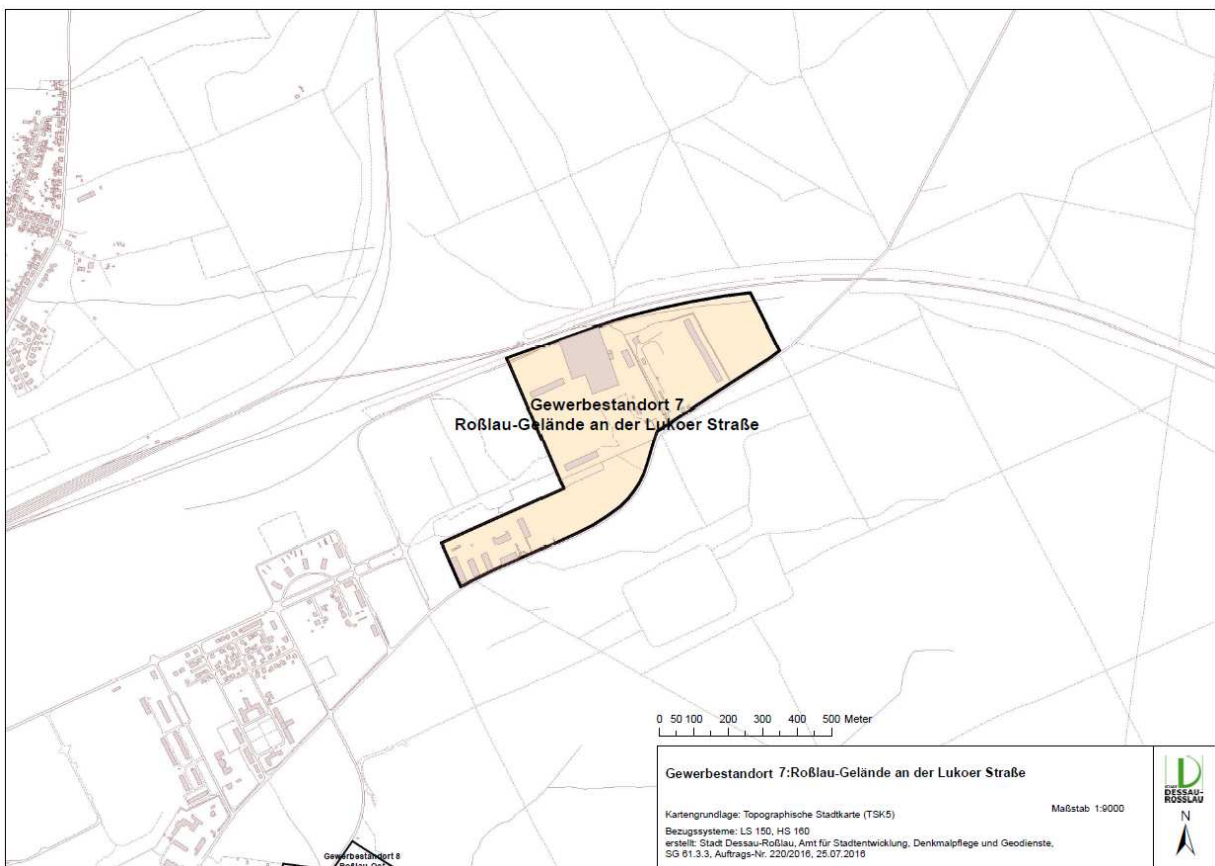 Gewerbestandort 7
Roßlau-Gelände an der Lukoer Straße
0 50 100 200 300 400 500 Meter
Gewerbestandort 7:Roßlau-Gelände an der Lukoer Straße
Kartengrundlage: Topographische Stadtkarte (TSK5)
Maßstab 1:9000
Bezugssysteme: LS 150, HS 160
erstellt: Stadt Dessau-Roßlau, Amt für Stadtentwicklung, Denkmalpflege und Geodienste,
SG 61.3.3, Auftrags-Nr. 220/2016, 25.07.2016
STADT
DESSAU-
ROSSLAU
N
Gewerbestandort 8
Roßlau-Ost